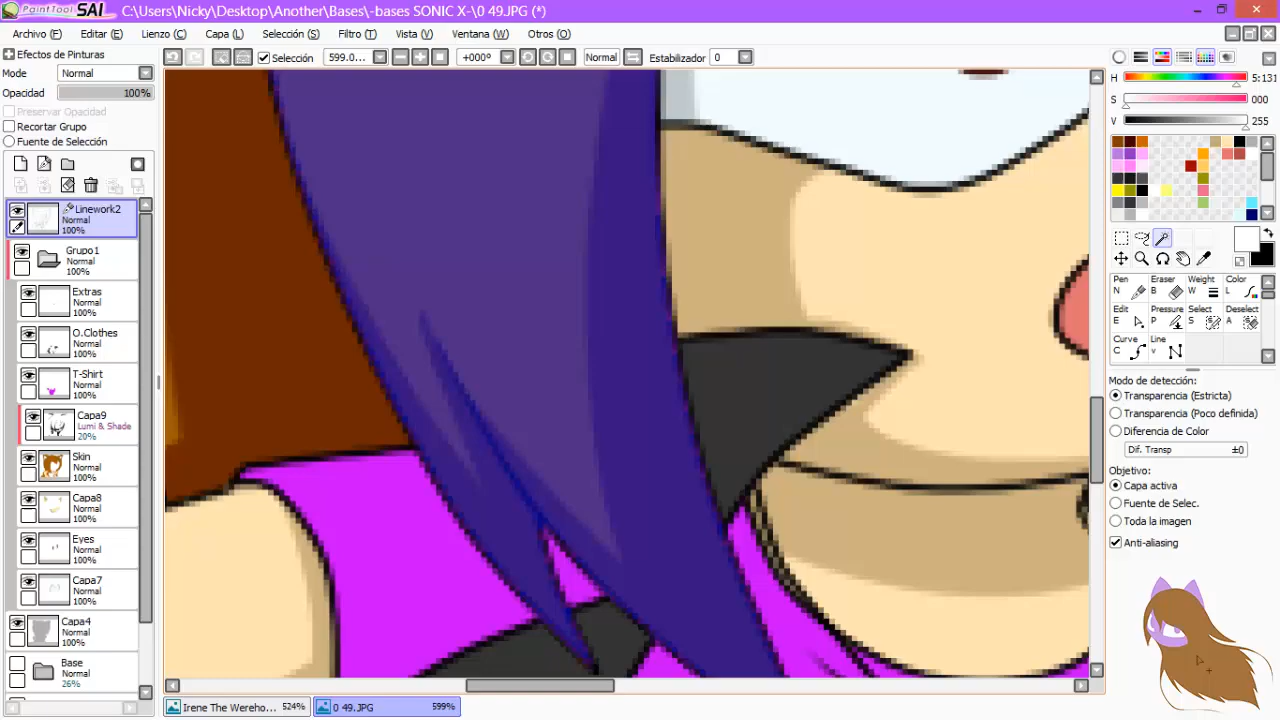 PaintTool SAI C:\Users\Nicky\Desktop\Another\Bases\-bases SONIC X-\0 49.JPG (*)
Archivo (F) Editar (E) Lienzo (C) Capa (L) Selección (S) Filtro (T) Vista (V) Ventana (W) Otros (O)
Efectos de Pinturas
Modo Normal
Opacidad 100%
Preservar Opacidad
Recortar Grupo
Fuente de Selección
Linework2
Normal
100%
Grupo1
Normal
100%
Extras
Normal
100%
O.Clothes
Normal
100%
T-Shirt
Normal
100%
Capa9
Lumi & Shade
20%
Skin
Normal
100%
Capa8
Normal
100%
Eyes
Normal
100%
Capa7
Normal
100%
Capa4
Normal
100%
Base
Normal
26%
Selección 599.0... +000º Normal Estabilizador 0
H 5:131
S 000
V 255
Pen Eraser Weight Color
N B W L
Edit Pressure Select Deselect
E P S A
Curve Line
C v
Modo de detección:
Transparencia (Estricta)
Transparencia (Poco definida)
Diferencia de Color
Dif. Transp ±0
Objetivo:
Capa activa
Fuente de Selec.
Toda la imagen
Anti-aliasing
Irene The Wereho... 524% 0 49.JPG 599%